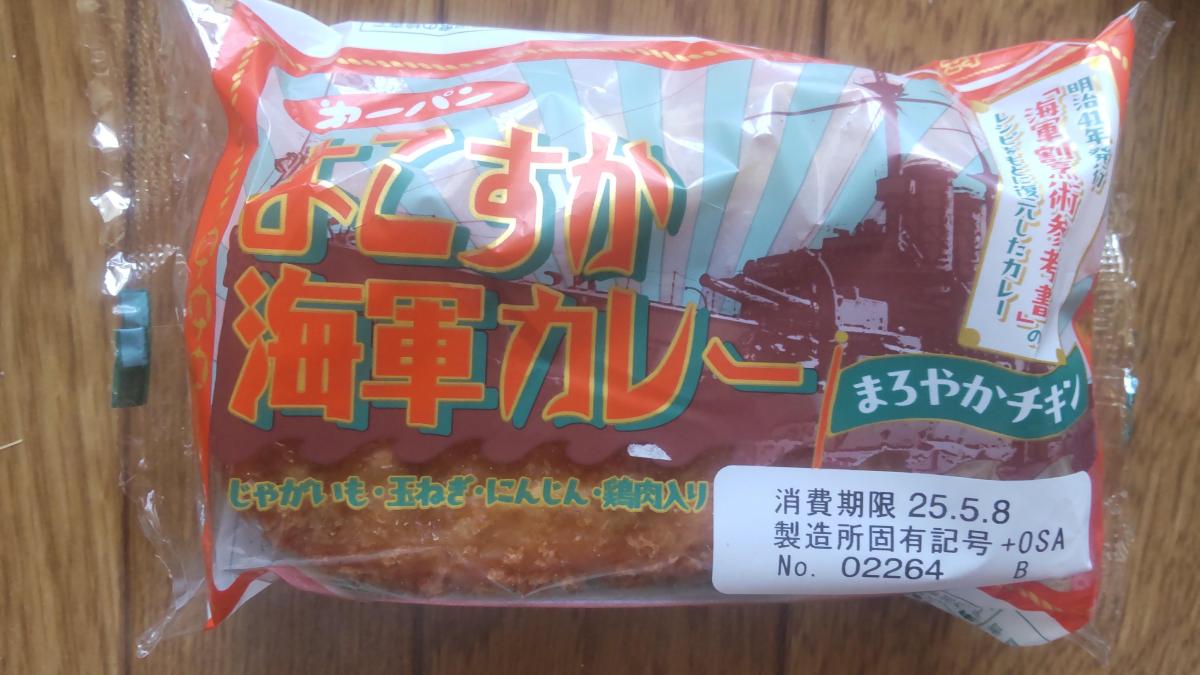 第一パン
よこすか
海軍カレー
明治41年発行
『海軍割烹術参考書』の
レシピをもとに復元したカレー
まろやかチキン
じゃがいも・玉ねぎ・にんじん・鶏肉入り
消費期限 25.5.8
製造所固有記号 +OSA
No. 02264 B